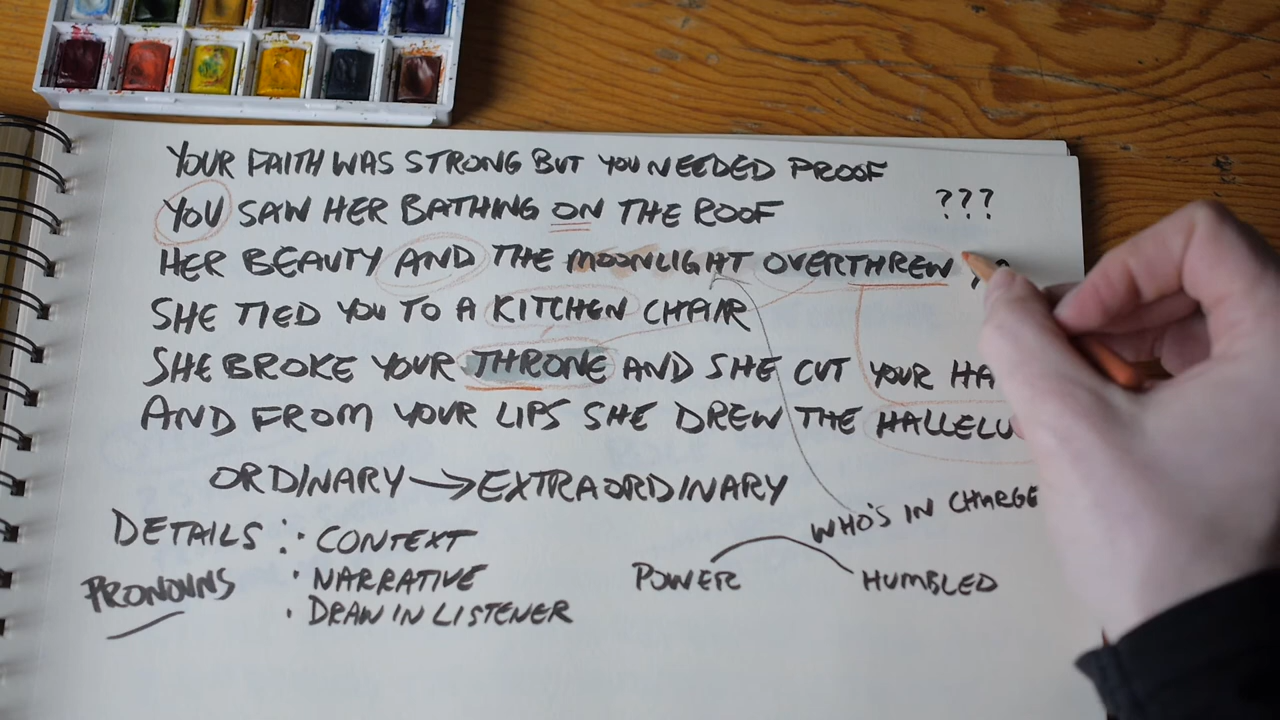 YOUR FAITH WAS STRONG BUT YOU NEEDED PROOF
YOU SAW HER BATHING ON THE ROOF
???
HER BEAUTY AND THE MOONLIGHT OVERTHREW
SHE TIED YOU TO A KITCHEN CHAIR
SHE BROKE YOUR THRONE AND SHE CUT YOUR HA
AND FROM YOUR LIPS SHE DREW THE HALLELU
ORDINARY → EXTRAORDINARY
DETAILS : · CONTEXT
PRONOUNS · NARRATIVE
· DRAW IN LISTENER
WHO'S IN CHARGE
POWER HUMBLED